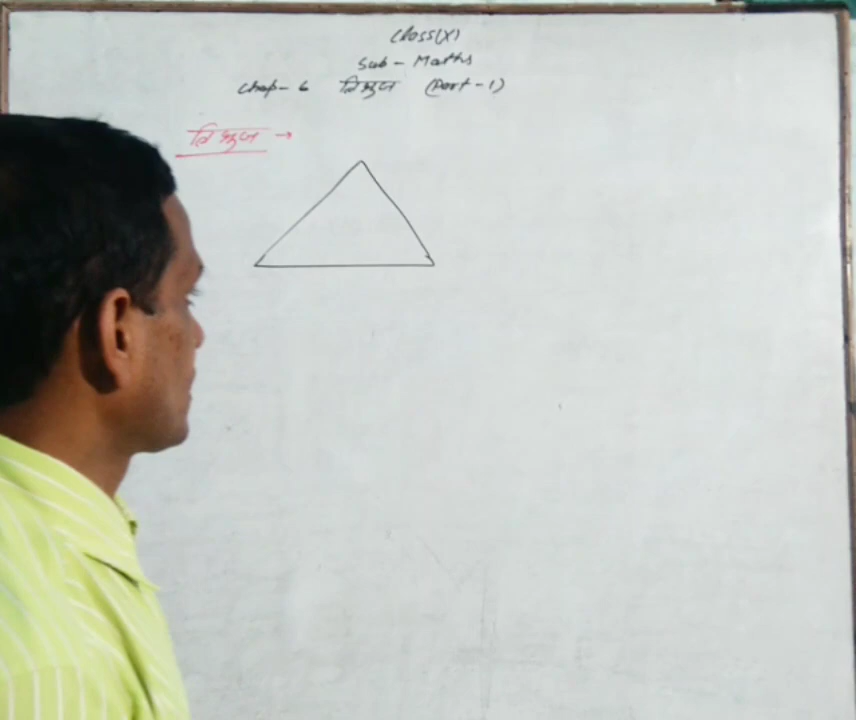 Class(X)
Sub - Maths
Chap- 6 त्रिभुज (Part - 1)
त्रिभुज →